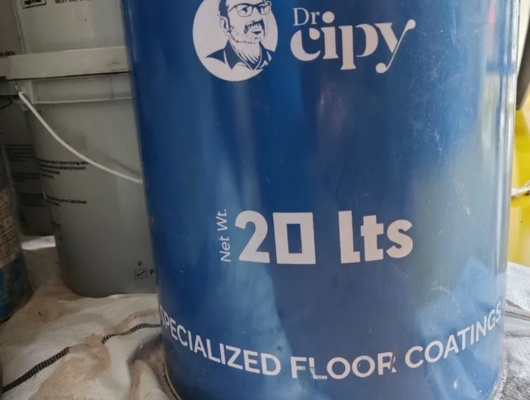 Dr
cipy
Net Wt.
20 Lts
SPECIALIZED FLOOR COATINGS